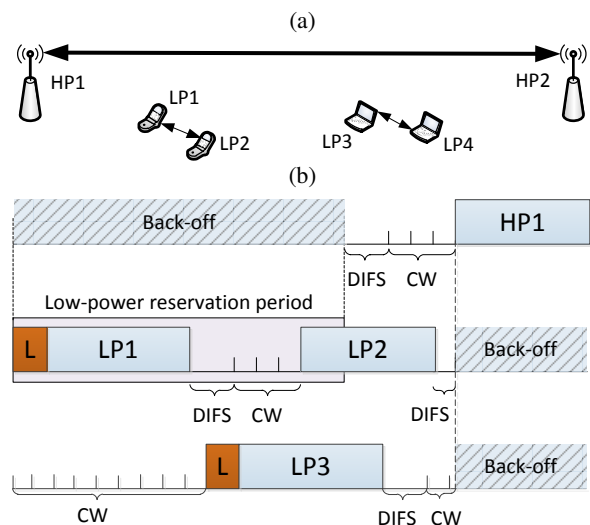 (a)
HP1
HP2
LP1
LP2
LP3
LP4
(b)
Back-off
HP1
DIFS
CW
Low-power reservation period
L
LP1
LP2
Back-off
DIFS
CW
DIFS
L
LP3
Back-off
CW
DIFS
CW